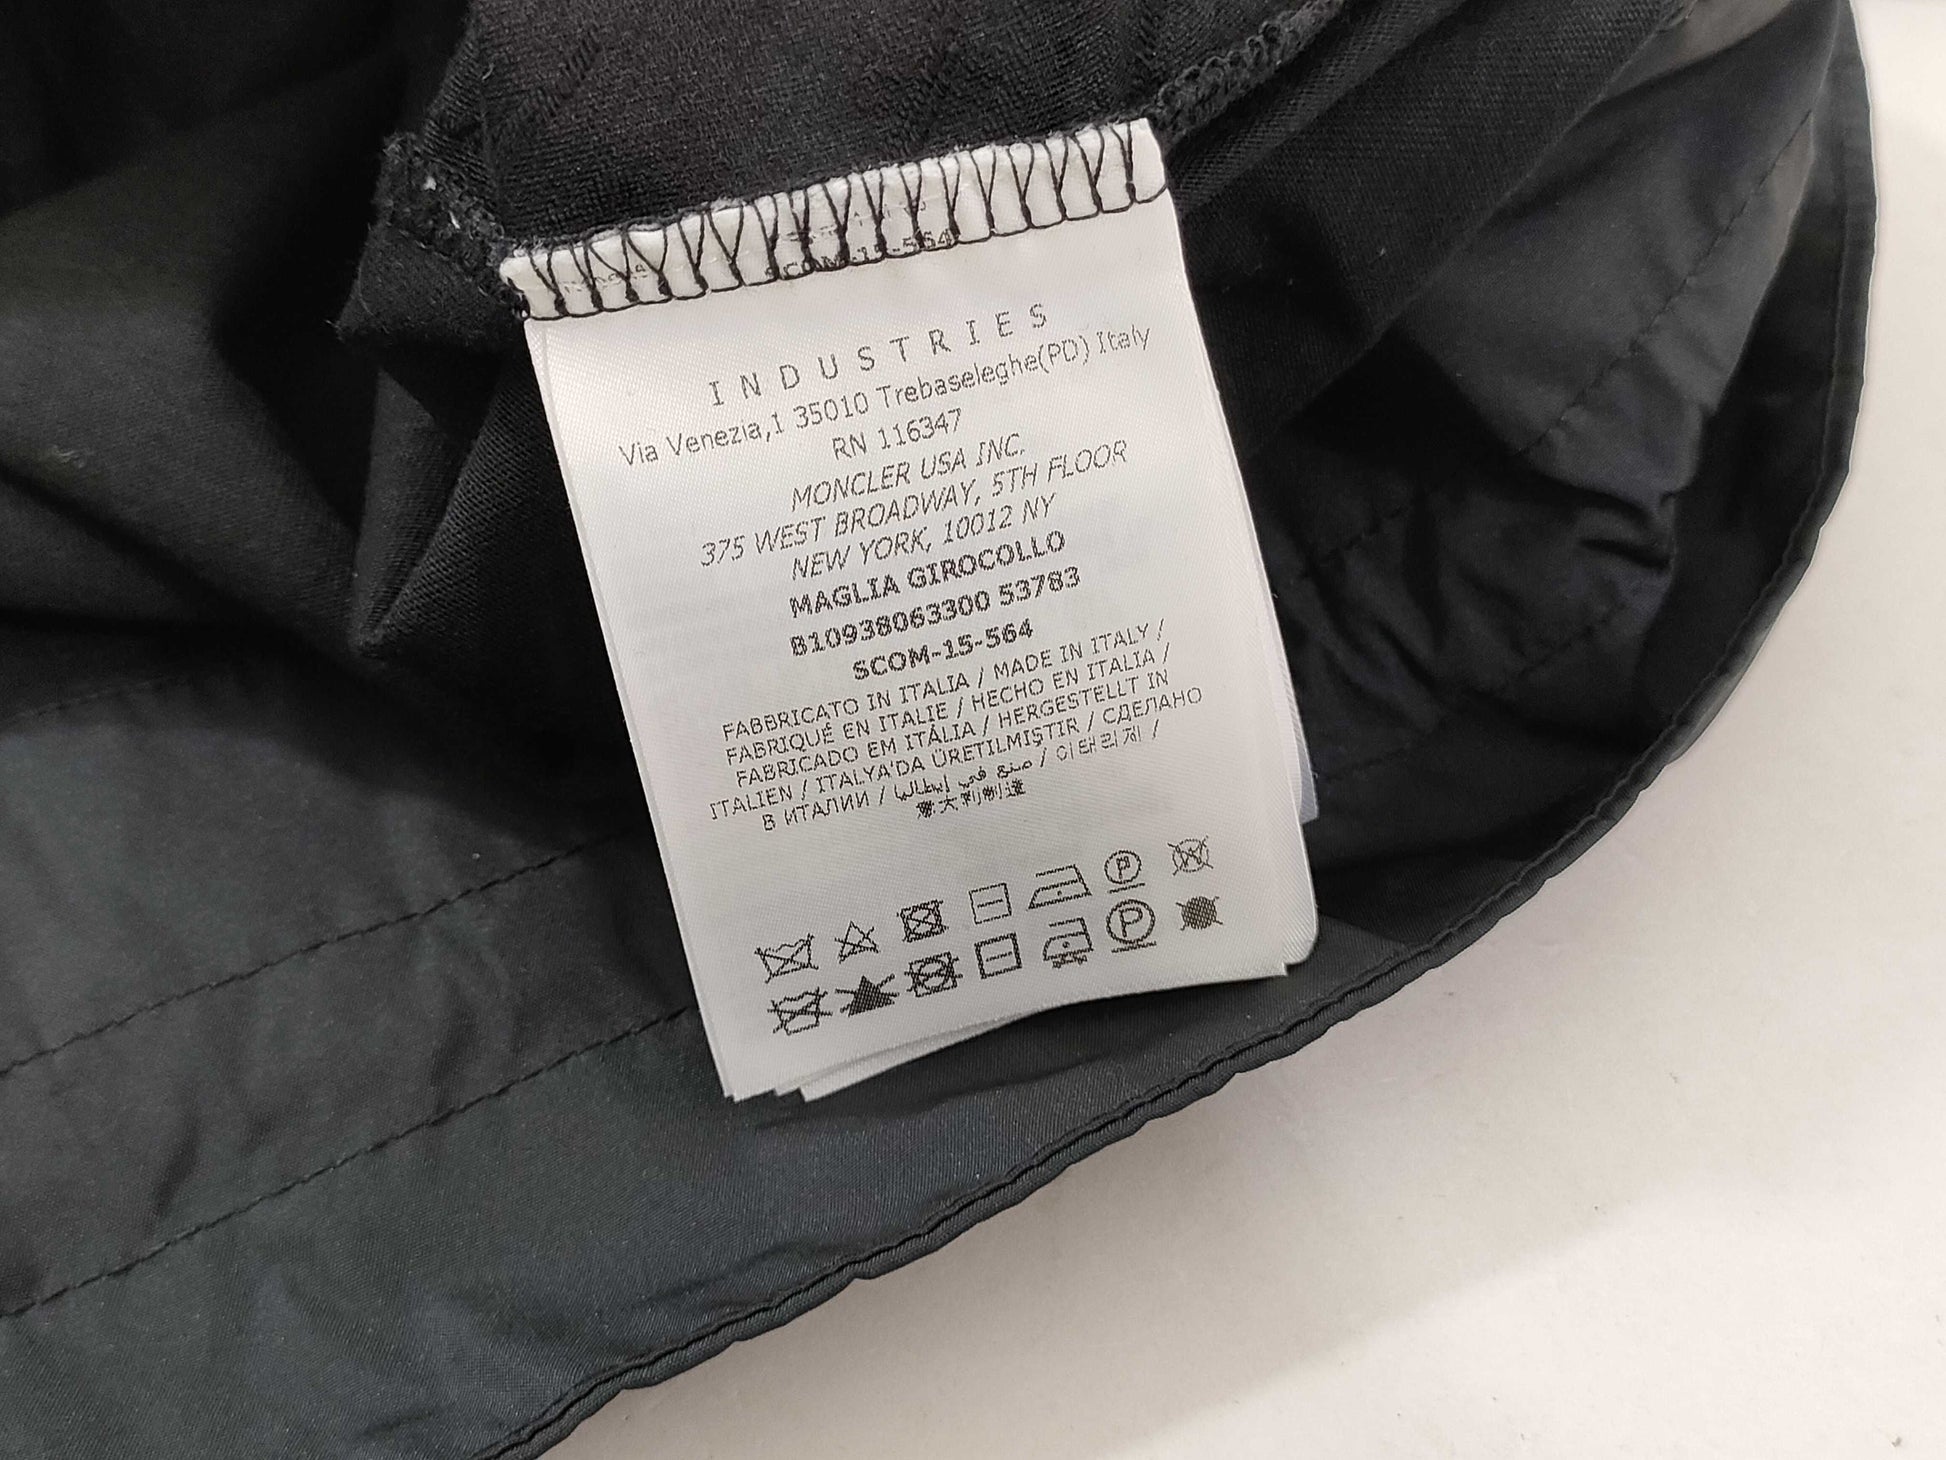 SCOM-15-564
INDUSTRIES
Via Venezia,1 35010 Trebaseleghe(PD) Italy
RN 116347
MONCLER USA INC.
375 WEST BROADWAY, 5TH FLOOR
NEW YORK, 10012 NY
MAGLIA GIROCOLLO
B10938063300 53783
SCOM-15-564
FABBRICATO IN ITALIA / MADE IN ITALY /
FABRIQUÉ EN ITALIE / HECHO EN ITALIA /
FABRICADO EM ITÁLIA / HERGESTELLT IN
ITALIEN / ITALYA'DA ÜRETILMIŞTIR / СДЕЛАНО
В ИТАЛИИ / صنع في إيطاليا / 이태리제 /
意大利制造
P W
P